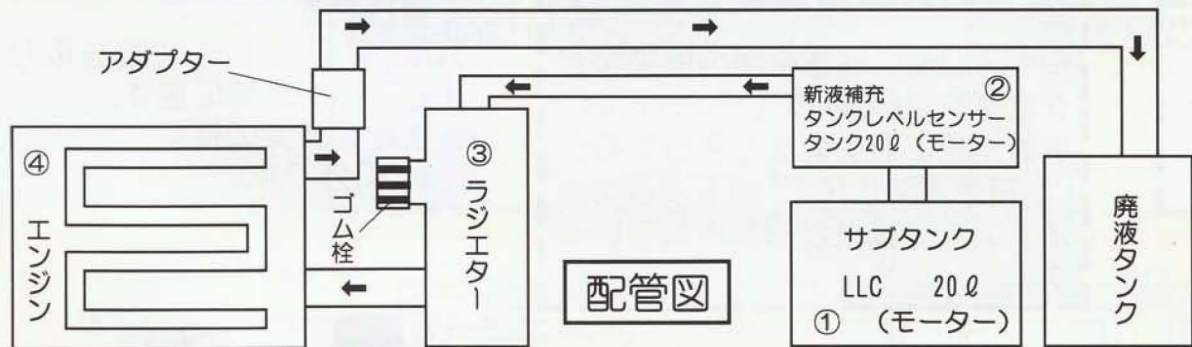 アダプター
④ エンジン
ゴム栓
③ ラジエター
新液補充 ②
タンクレベルセンサー
タンク20ℓ（モーター）
サブタンク
LLC 20ℓ
① （モーター）
廃液タンク
配管図